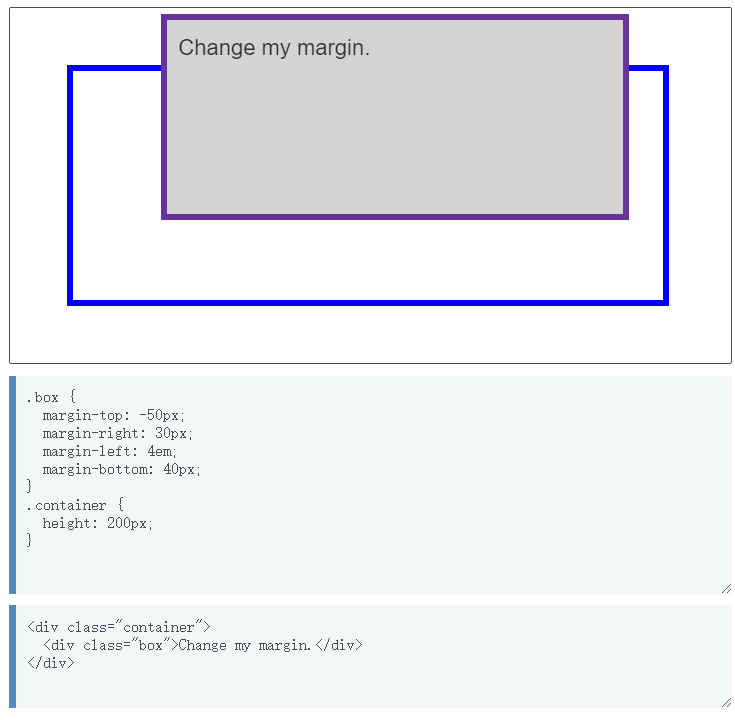 Change my margin.
.box {
  margin-top: -50px;
  margin-right: 30px;
  margin-left: 4em;
  margin-bottom: 40px;
}
.container {
  height: 200px;
}
<div class="container">
  <div class="box">Change my margin.</div>
</div>